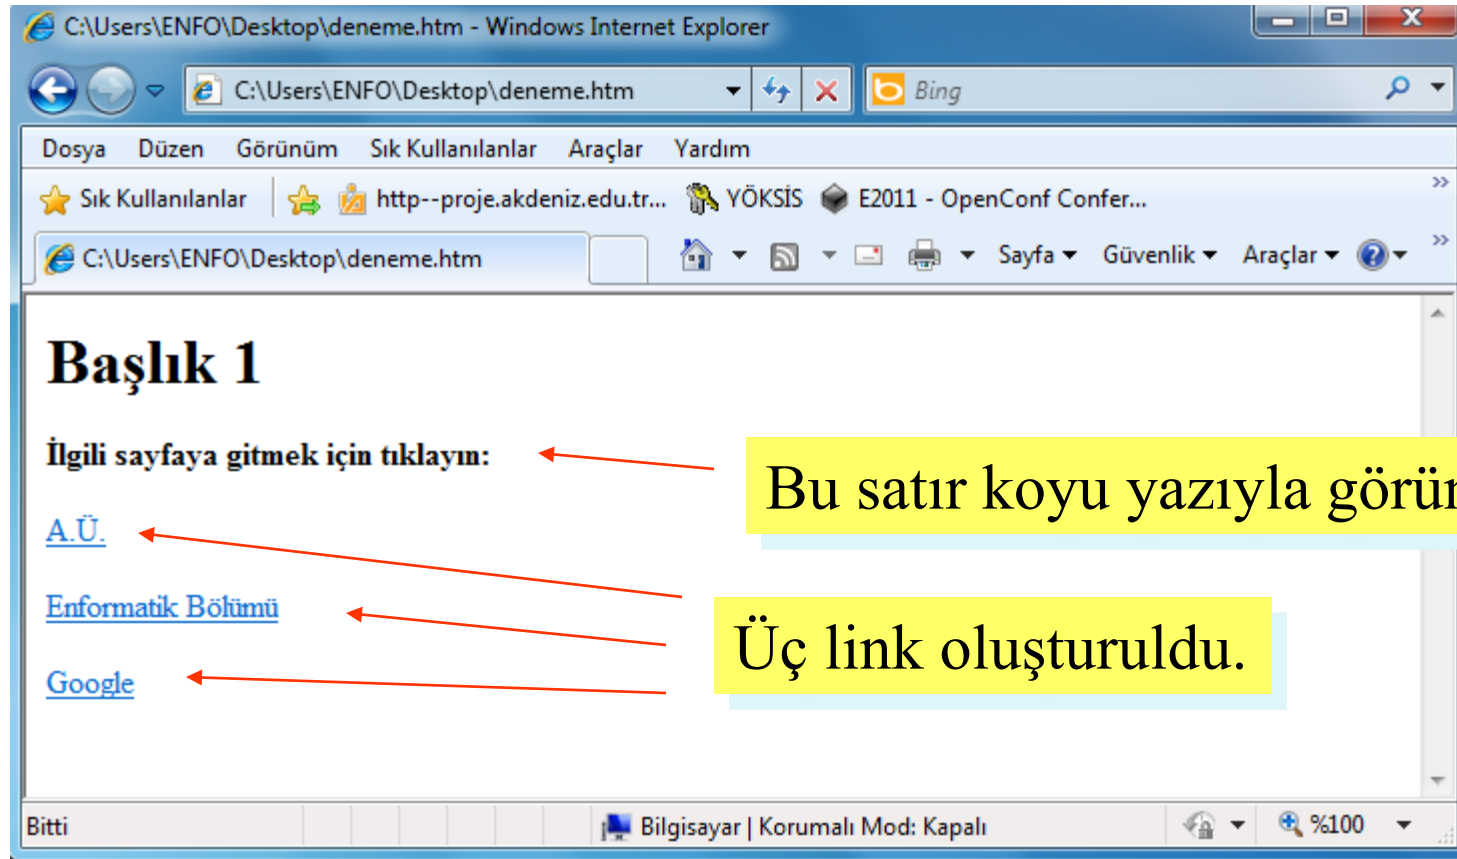 C:\Users\ENFO\Desktop\deneme.htm - Windows Internet Explorer
C:\Users\ENFO\Desktop\deneme.htm
Bing
Dosya Düzen Görünüm Sık Kullanılanlar Araçlar Yardım
Sık Kullanılanlar http--proje.akdeniz.edu.tr... YÖKSİS E2011 - OpenConf Confer...
C:\Users\ENFO\Desktop\deneme.htm Sayfa Güvenlik Araçlar
Başlık 1
İlgili sayfaya gitmek için tıklayın:
Bu satır koyu yazıyla
A.Ü.
Enformatik Bölümü
Üç link oluşturuldu.
Google
Bitti Bilgisayar | Korumalı Mod: Kapalı %100